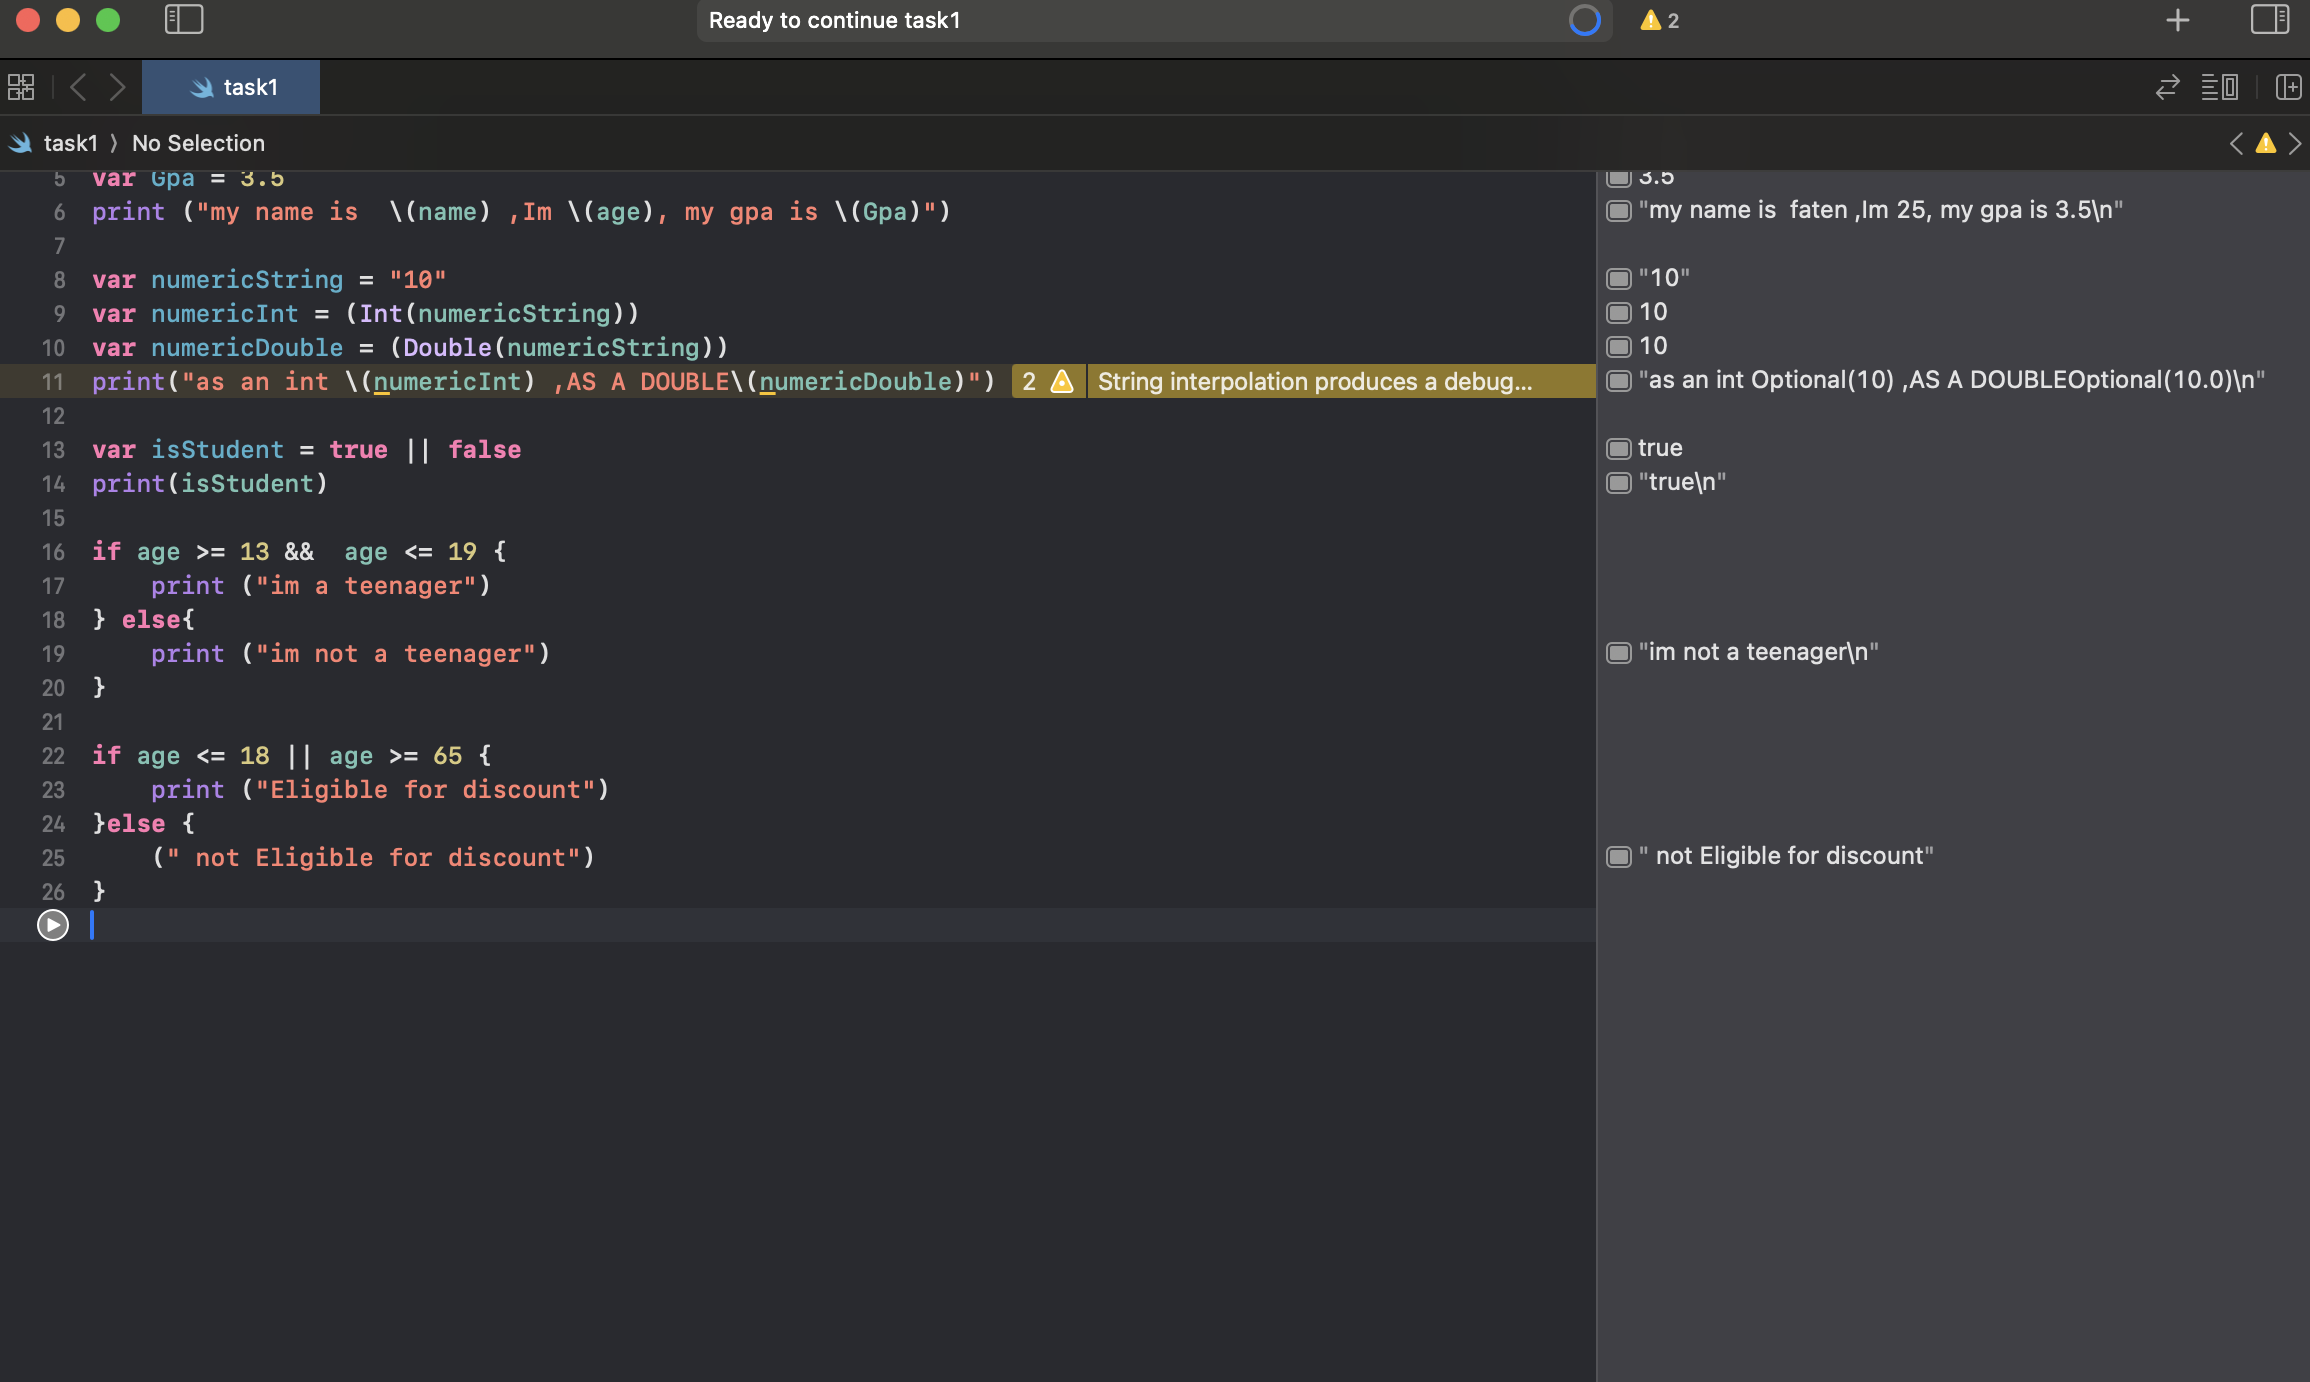 Ready to continue task1
2
task1
task1 〉 No Selection
5 var Gpa = 3.5
3.5
6 print ("my name is  \(name) ,Im \(age), my gpa is \(Gpa)")
"my name is  faten ,Im 25, my gpa is 3.5\n"
7
8 var numericString = "10"
"10"
9 var numericInt = (Int(numericString))
10
10 var numericDouble = (Double(numericString))
10
11 print("as an int \(numericInt) ,AS A DOUBLE\(numericDouble)") 2 String interpolation produces a debug...
"as an int Optional(10) ,AS A DOUBLEOptional(10.0)\n"
12
13 var isStudent = true || false
true
14 print(isStudent)
"true\n"
15
16 if age >= 13 &&  age <= 19 {
17     print ("im a teenager")
18 } else{
19     print ("im not a teenager")
"im not a teenager\n"
20 }
21
22 if age <= 18 || age >= 65 {
23     print ("Eligible for discount")
24 }else {
25     (" not Eligible for discount")
" not Eligible for discount"
26 }